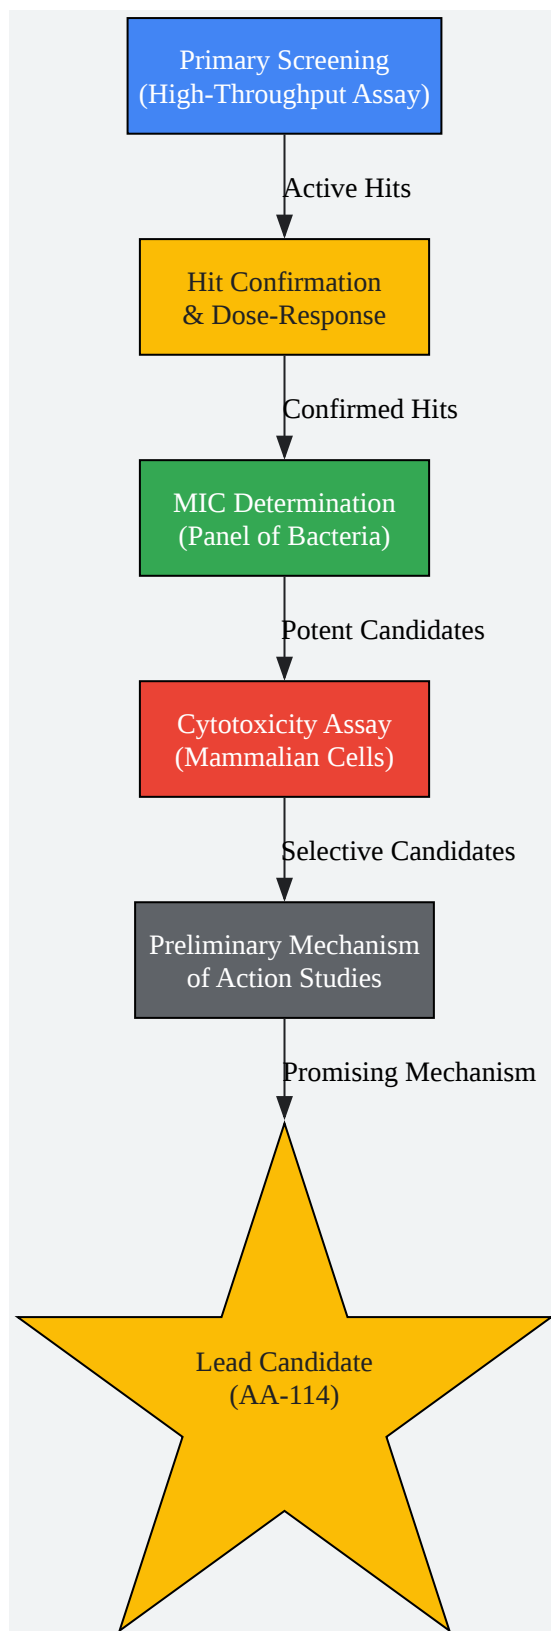 Primary Screening
(High-Throughput Assay)
Active Hits
Hit Confirmation
& Dose-Response
Confirmed Hits
MIC Determination
(Panel of Bacteria)
Potent Candidates
Cytotoxicity Assay
(Mammalian Cells)
Selective Candidates
Preliminary Mechanism
of Action Studies
Promising Mechanism
Lead Candidate
(AA-114)